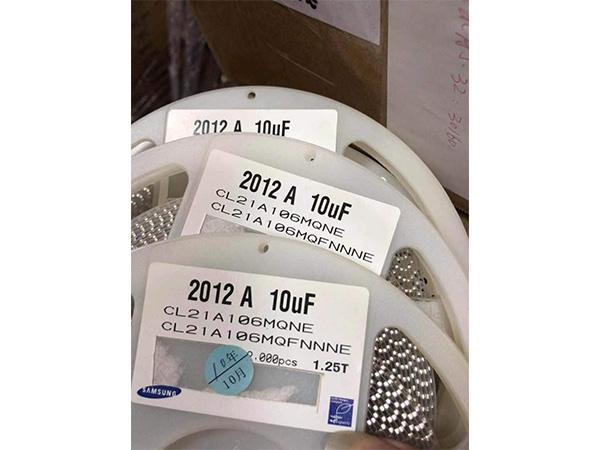 2012 A 10uF
2012 A 10uF
CL21A106MQNE
CL21A106MQFNNNE
2012 A 10uF
CL21A106MQNE
CL21A106MQFNNNE
2,000pcs 1.25T
10年
10月
SAMSUNG